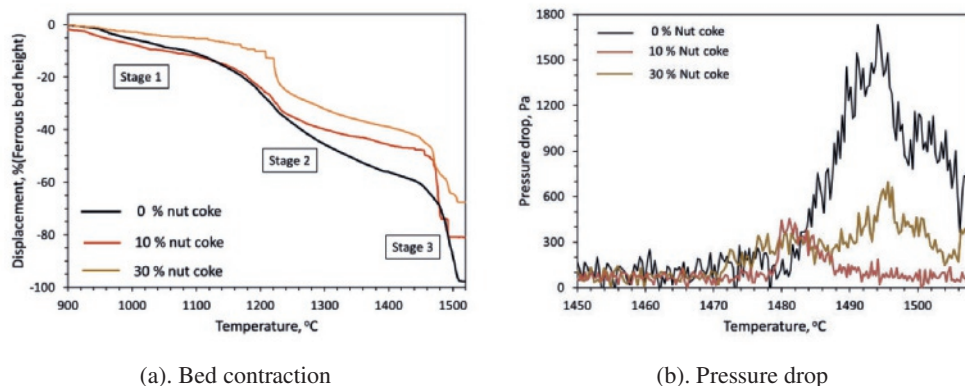 0
-20
-40
-60
-80
-100
Displacement, %(Ferrous bed height)
Stage 1
Stage 2
Stage 3
0 % nut coke
10 % nut coke
30 % nut coke
900 1000 1100 1200 1300 1400 1500
Temperature, °C
(a). Bed contraction
1800
1500
1200
900
600
300
0
Pressure drop, Pa
0 % Nut coke
10 % Nut coke
30 % Nut coke
1450 1460 1470 1480 1490 1500
Temperature, °C
(b). Pressure drop